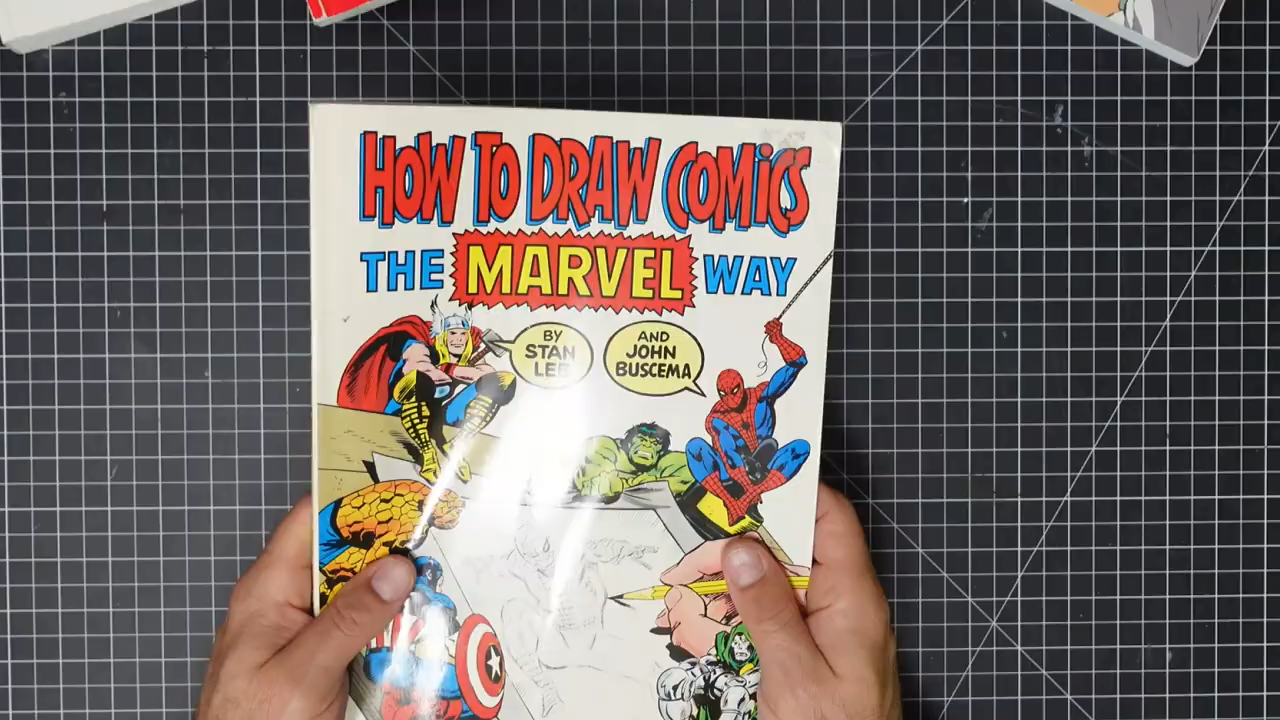 HOW TO DRAW COMiCS
THE MARVEL WAY
BY
STAN
LEE
AND
JOHN
BUSCEMA